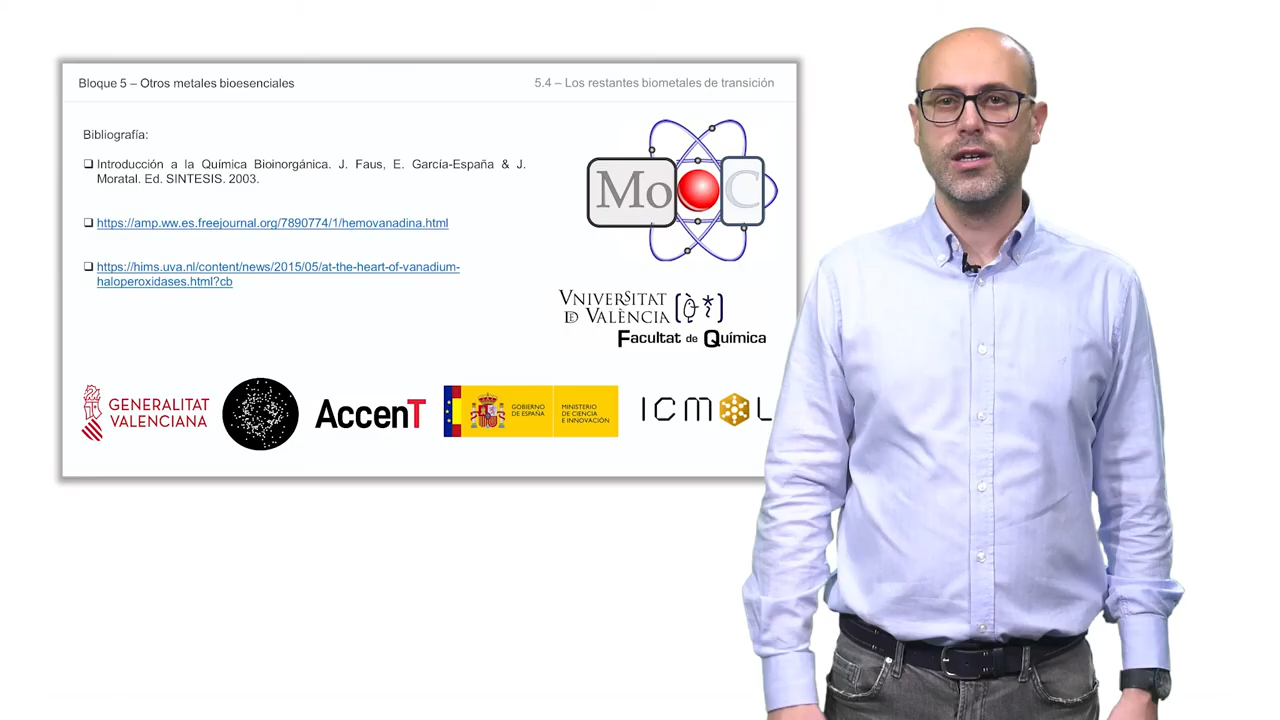 Bloque 5 – Otros metales bioesenciales
5.4 – Los restantes biometales de transición
Bibliografía:
Introducción a la Química Bioinorgánica. J. Faus, E. García-España & J.
Moratal. Ed. SINTESIS. 2003.
https://amp.ww.es.freejournal.org/7890774/1/hemovanadina.html
https://hims.uva.nl/content/news/2015/05/at-the-heart-of-vanadium-
haloperoxidases.html?cb
MooC
VNIVERSITAT
DE VALÈNCIA
Facultat de Química
GENERALITAT
VALENCIANA
AccenT
GOBIERNO
DE ESPAÑA
MINISTERIO
DE CIENCIA
E INNOVACIÓN
ICMOL